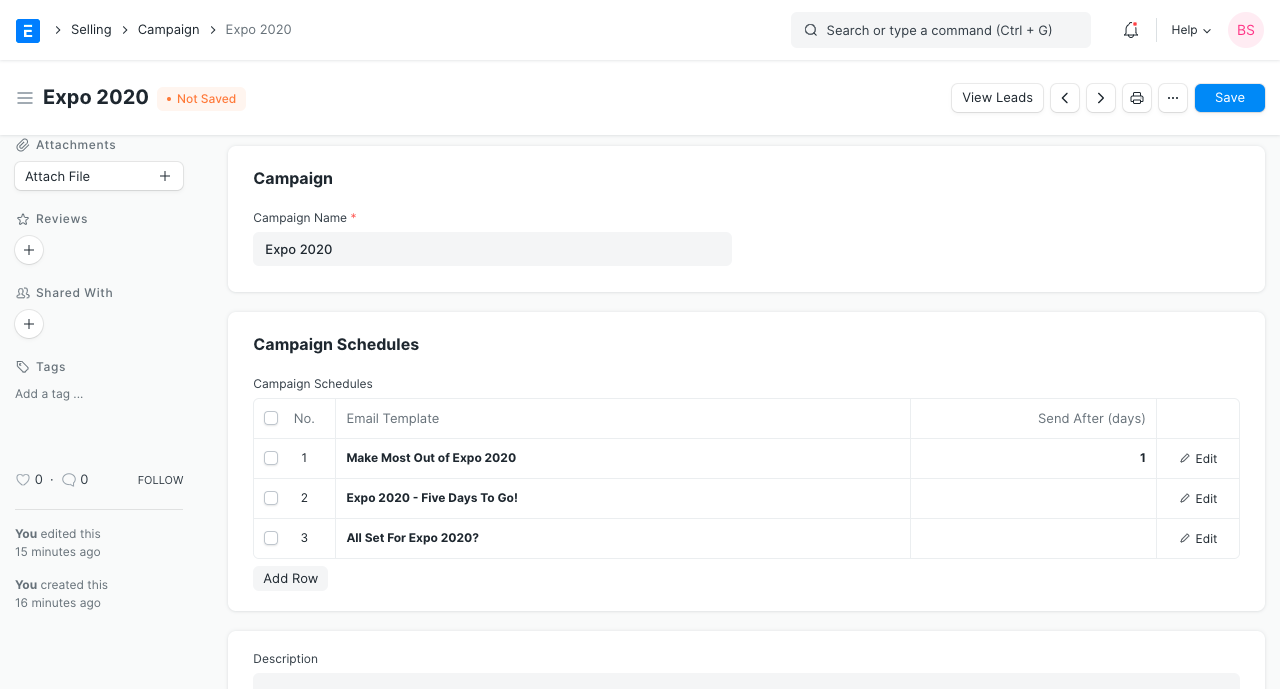 E Selling Campaign Expo 2020 Search or type a command (Ctrl + G) Help BS
Expo 2020 • Not Saved View Leads ... Save
Attachments
Attach File +
Reviews
+
Shared With
+
Tags
Add a tag ...
0 · 0 FOLLOW
You edited this
15 minutes ago
You created this
16 minutes ago
Campaign
Campaign Name *
Expo 2020
Campaign Schedules
Campaign Schedules
No. Email Template Send After (days)
1 Make Most Out of Expo 2020 1 Edit
2 Expo 2020 - Five Days To Go! Edit
3 All Set For Expo 2020? Edit
Add Row
Description